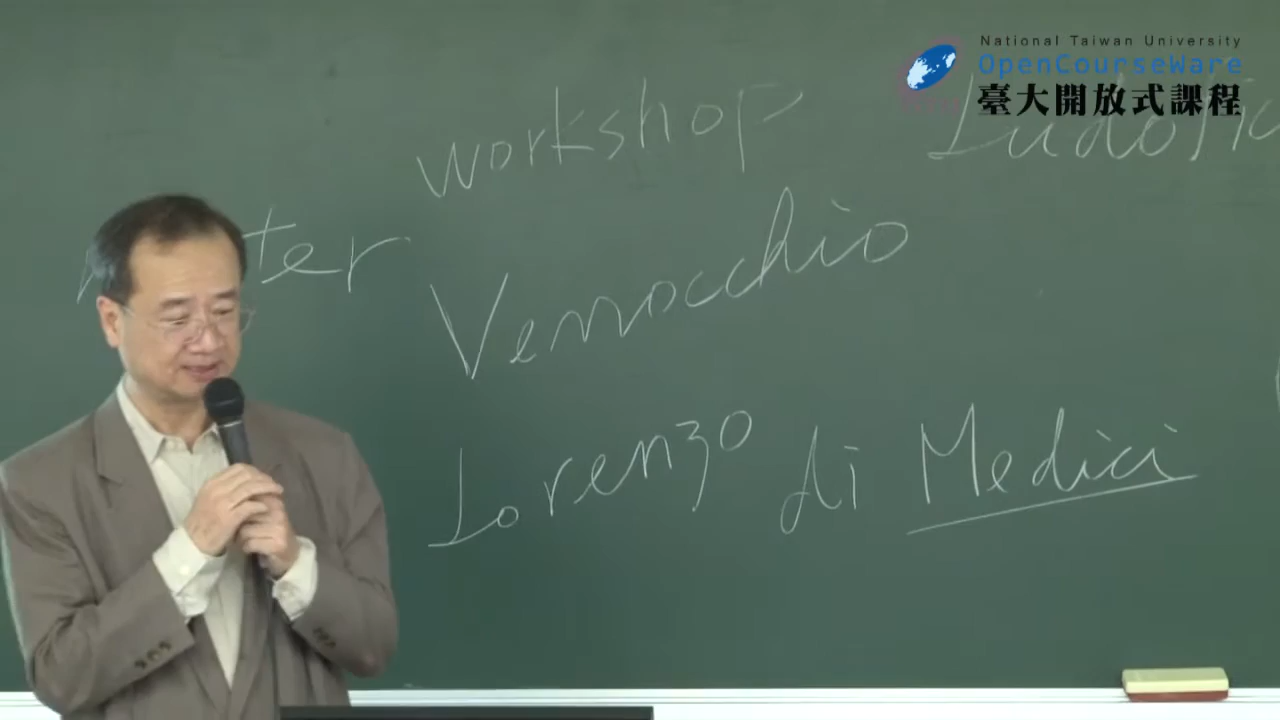 National Taiwan University
OpenCourseWare
臺大開放式課程
workshop
Verrocchio
Lorenzo di Medici